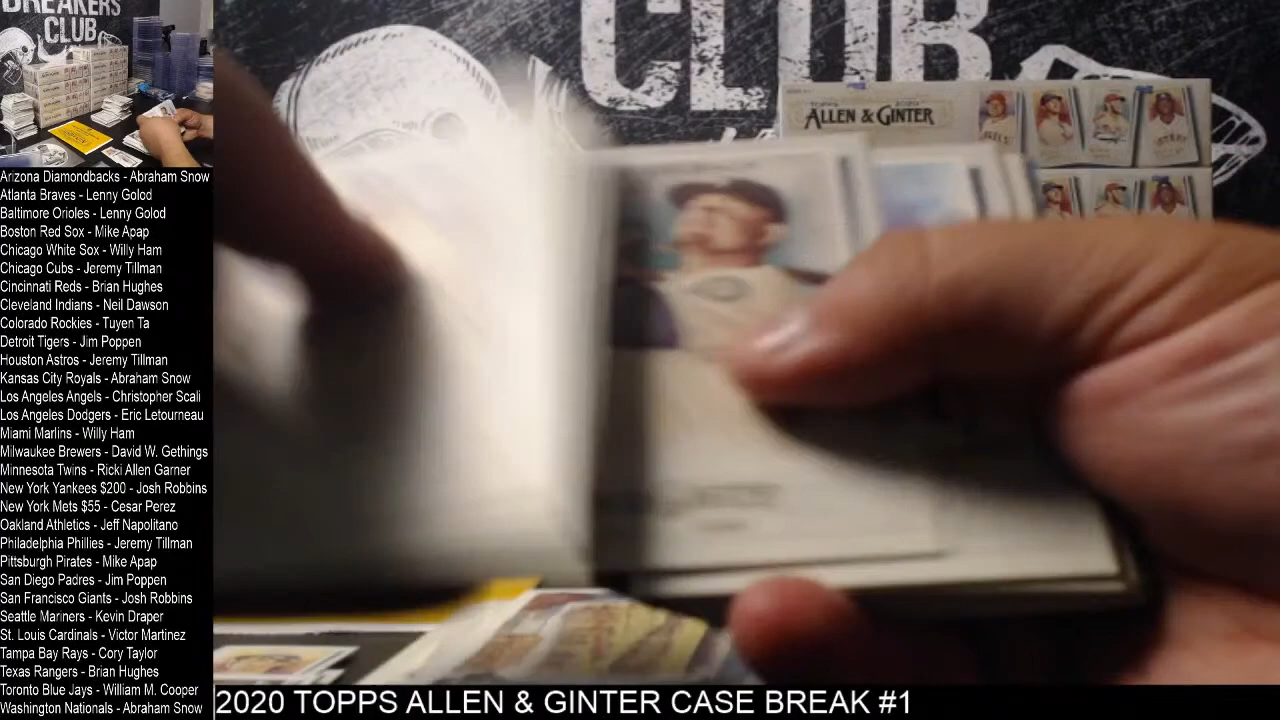 BREAKERS
CLUB
CLUB
TOPPS
ALLEN & GINTER
Arizona Diamondbacks - Abraham Snow
Atlanta Braves - Lenny Golod
Baltimore Orioles - Lenny Golod
Boston Red Sox - Mike Apap
Chicago White Sox - Willy Ham
Chicago Cubs - Jeremy Tillman
Cincinnati Reds - Brian Hughes
Cleveland Indians - Neil Dawson
Colorado Rockies - Tuyen Ta
Detroit Tigers - Jim Poppen
Houston Astros - Jeremy Tillman
Kansas City Royals - Abraham Snow
Los Angeles Angels - Christopher Scali
Los Angeles Dodgers - Eric Letourneau
Miami Marlins - Willy Ham
Milwaukee Brewers - David W. Gethings
Minnesota Twins - Ricki Allen Garner
New York Yankees $200 - Josh Robbins
New York Mets $55 - Cesar Perez
Oakland Athletics - Jeff Napolitano
Philadelphia Phillies - Jeremy Tillman
Pittsburgh Pirates - Mike Apap
San Diego Padres - Jim Poppen
San Francisco Giants - Josh Robbins
Seattle Mariners - Kevin Draper
St. Louis Cardinals - Victor Martinez
Tampa Bay Rays - Cory Taylor
Texas Rangers - Brian Hughes
Toronto Blue Jays - William M. Cooper
Washington Nationals - Abraham Snow
2020 TOPPS ALLEN & GINTER CASE BREAK #1